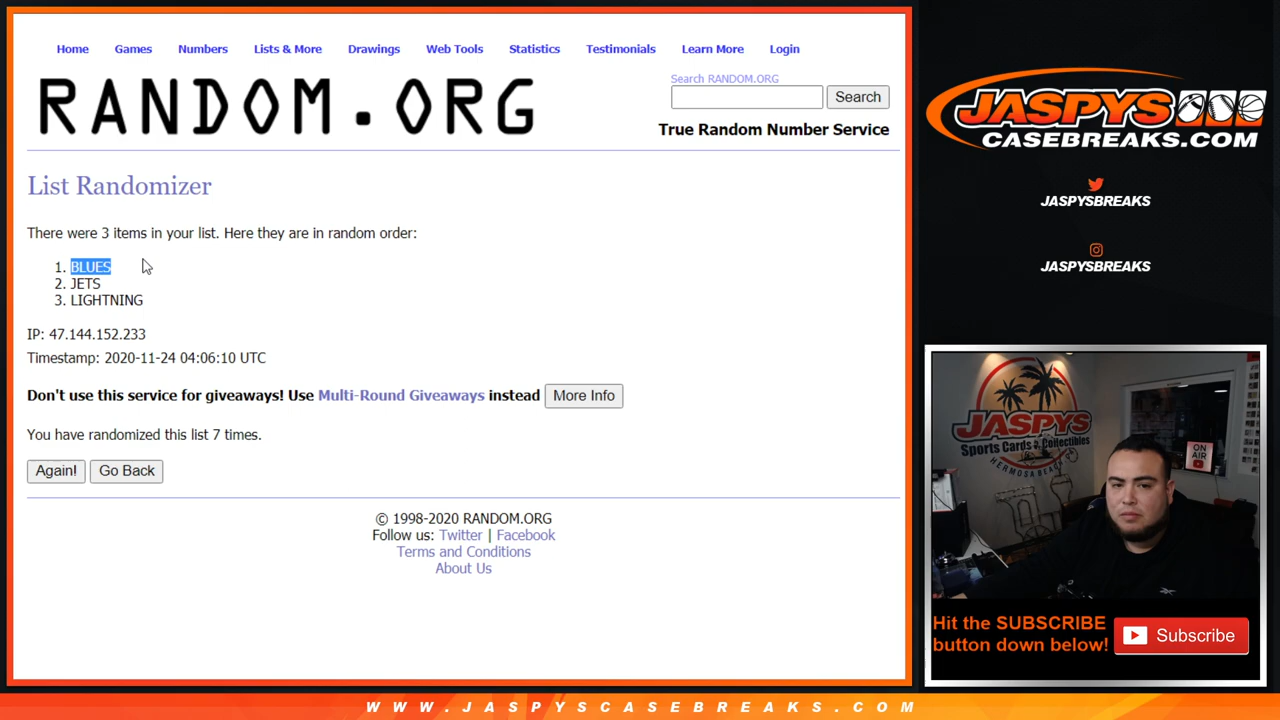 Home Games Numbers Lists & More Drawings Web Tools Statistics Testimonials Learn More Login
RANDOM.ORG
Search RANDOM.ORG
Search
True Random Number Service
List Randomizer
There were 3 items in your list. Here they are in random order:
1. BLUES
2. JETS
3. LIGHTNING
IP: 47.144.152.233
Timestamp: 2020-11-24 04:06:10 UTC
Don't use this service for giveaways! Use Multi-Round Giveaways instead More Info
You have randomized this list 7 times.
Again! Go Back
© 1998-2020 RANDOM.ORG
Follow us: Twitter | Facebook
Terms and Conditions
About Us
JASPYS
CASEBREAKS.COM
JASPYSBREAKS
JASPYSBREAKS
JASPYS
Sports Cards & Collectibles
HERMOSA BEACH
ON AIR
Hit the SUBSCRIBE
button down below!
Subscribe
WWW.JASPYSCASEBREAKS.COM